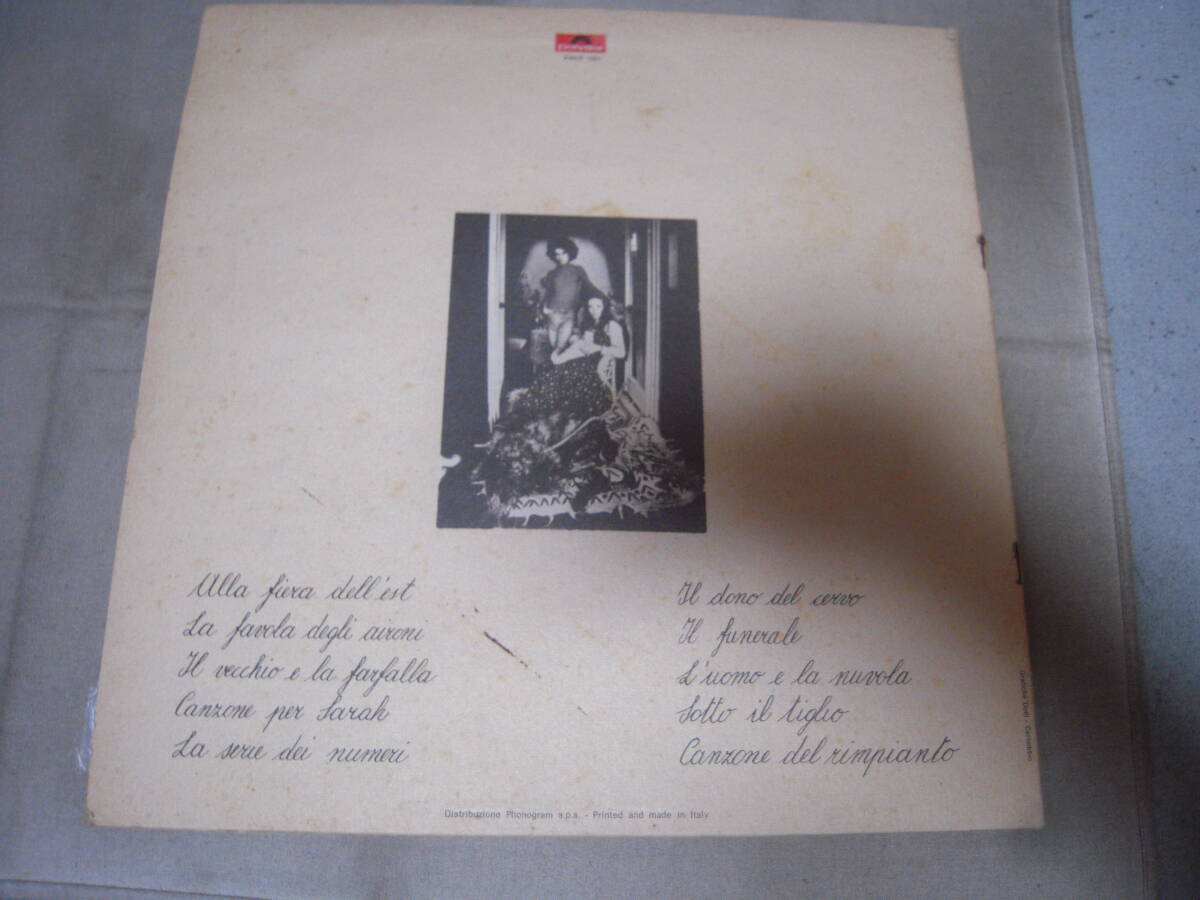 polydor
Alla fiera dell'est
La favola degli aironi
Il vecchio e la farfalla
Canzone per Sarah
La serie dei numeri
Il dono del cervo
Il funerale
L'uomo e la nuvola
Sotto il tiglio
Canzone del rimpianto
Distribuzione Phonogram s.p.a. - Printed and made in Italy